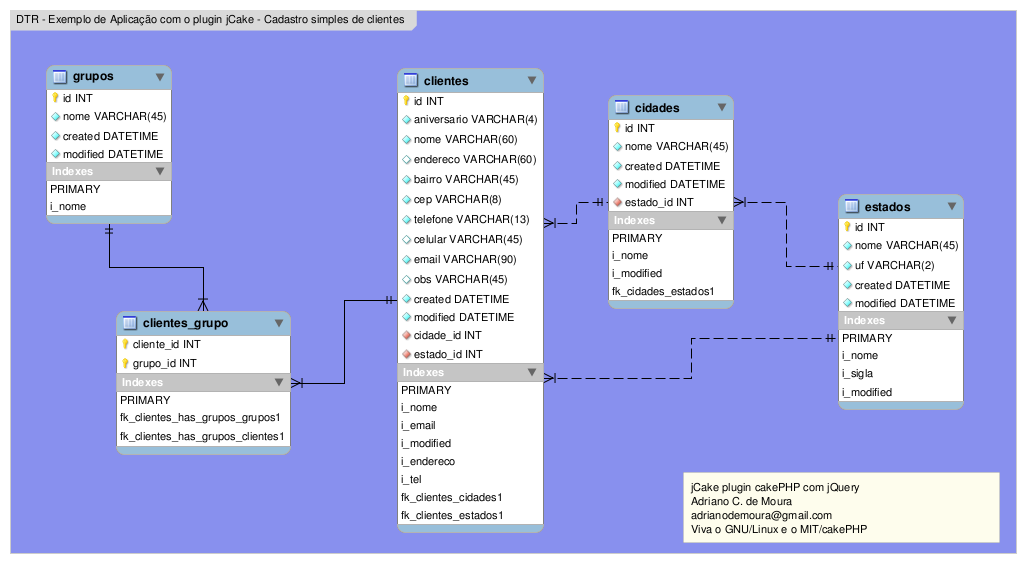 DTR - Exemplo de Aplicação com o plugin jCake - Cadastro simples de clientes
grupos
id INT
nome VARCHAR(45)
created DATETIME
modified DATETIME
Indexes
PRIMARY
i_nome
clientes_grupo
cliente_id INT
grupo_id INT
Indexes
PRIMARY
fk_clientes_has_grupos_grupos1
fk_clientes_has_grupos_clientes1
clientes
id INT
aniversario VARCHAR(4)
nome VARCHAR(60)
endereco VARCHAR(60)
bairro VARCHAR(45)
cep VARCHAR(8)
telefone VARCHAR(13)
celular VARCHAR(45)
email VARCHAR(90)
obs VARCHAR(45)
created DATETIME
modified DATETIME
cidade_id INT
estado_id INT
Indexes
PRIMARY
i_nome
i_email
i_modified
i_endereco
i_tel
fk_clientes_cidades1
fk_clientes_estados1
cidades
id INT
nome VARCHAR(45)
created DATETIME
modified DATETIME
estado_id INT
Indexes
PRIMARY
i_nome
i_modified
fk_cidades_estados1
estados
id INT
nome VARCHAR(45)
uf VARCHAR(2)
created DATETIME
modified DATETIME
Indexes
PRIMARY
i_nome
i_sigla
i_modified
jCake plugin cakePHP com jQuery
Adriano C. de Moura
adrianodemoura@gmail.com
Viva o GNU/Linux e o MIT/cakePHP